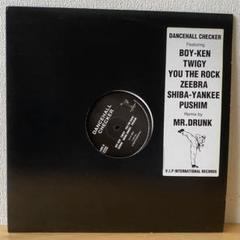 DANCEHALL CHECKER
Featuring
BOY-KEN
TWIGY
YOU THE ROCK
ZEEBRA
SHIBA-YANKEE
PUSHIM
Remix by
MR.DRUNK
V.I.P INTERNATIONAL RECORDS
DANCEHALL
CHECKER